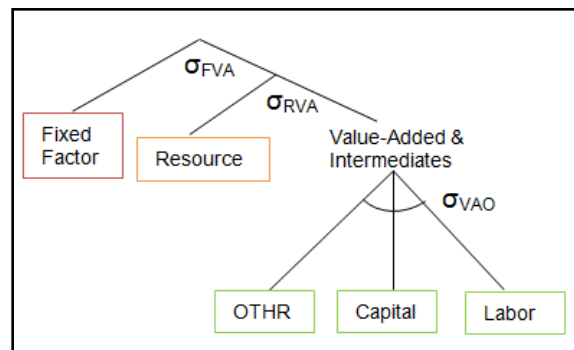 σFVA
σRVA
Fixed
Factor
Resource
Value-Added &
Intermediates
σVAO
OTHR
Capital
Labor